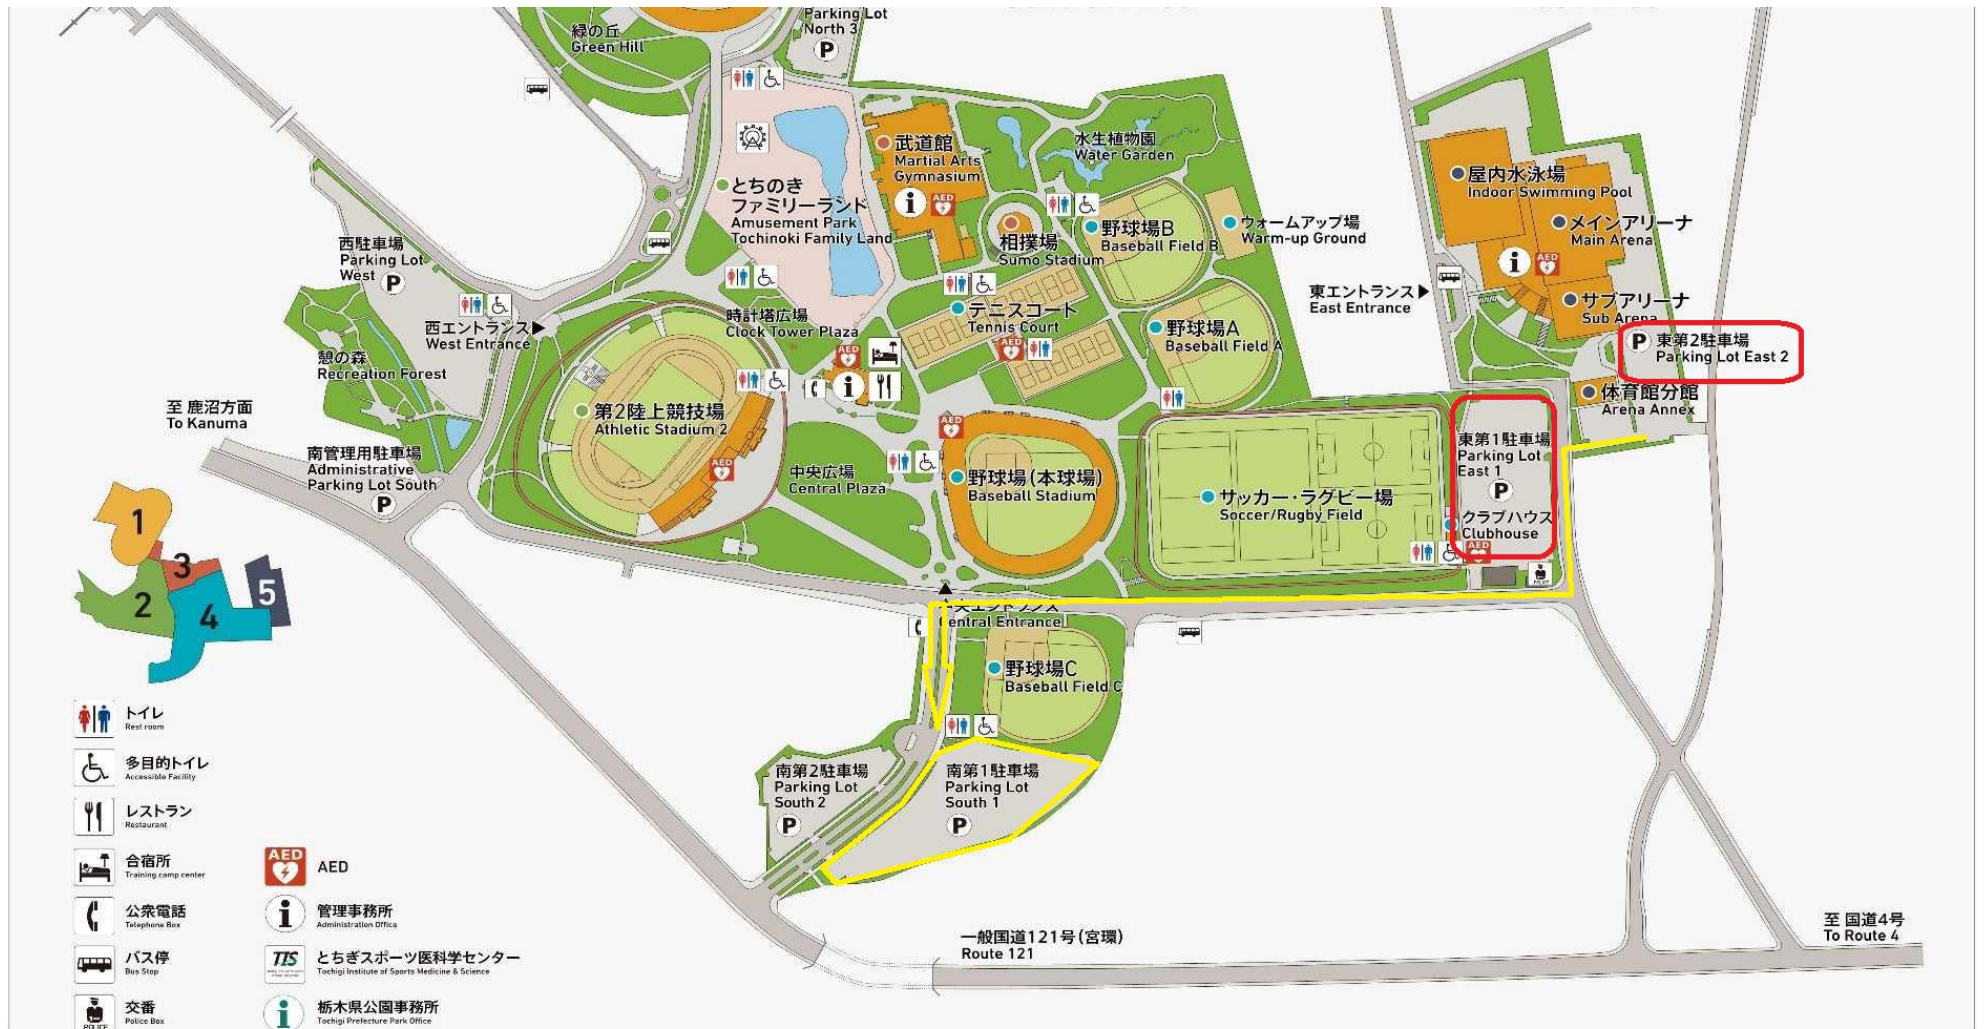 Parking Lot
North 3
P
緑の丘
Green Hill
武道館
Martial Arts
Gymnasium
i
AED
水生植物園
Water Garden
とちのき
ファミリーランド
Amusement Park
Tochinoki Family Land
相撲場
Sumo Stadium
野球場B
Baseball Field B
ウォームアップ場
Warm-up Ground
屋内水泳場
Indoor Swimming Pool
メインアリーナ
Main Arena
i
AED
サブアリーナ
Sub Arena
西駐車場
Parking Lot
West
P
東エントランス▶
East Entrance
西エントランス▶
West Entrance
時計塔広場
Clock Tower Plaza
テニスコート
Tennis Court
AED
野球場A
Baseball Field A
P
東第2駐車場
Parking Lot East 2
憩の森
Recreation Forest
AED
i
体育館分館
Arena Annex
至 鹿沼方面
To Kanuma
第2陸上競技場
Athletic Stadium 2
AED
AED
南管理用駐車場
Administrative
Parking Lot South
P
中央広場
Central Plaza
野球場(本球場)
Baseball Stadium
サッカー・ラグビー場
Soccer/Rugby Field
東第1駐車場
Parking Lot
East 1
P
クラブハウス
Clubhouse
AED
POLICE
1
2
3
4
5
エントランス
Central Entrance
野球場C
Baseball Field C
南第2駐車場
Parking Lot
South 2
P
南第1駐車場
Parking Lot
South 1
P
一般国道121号(宮環)
Route 121
至 国道4号
To Route 4
トイレ
Rest room
多目的トイレ
Accessible Facility
レストラン
Restaurant
合宿所
Training camp center
公衆電話
Telephone Box
バス停
Bus Stop
POLICE
交番
Police Box
AED
AED
i
管理事務所
Administration Office
TIS
とちぎスポーツ医科学センター
Tochigi Institute of Sports Medicine & Science
i
栃木県公園事務所
Tochigi Prefecture Park Office